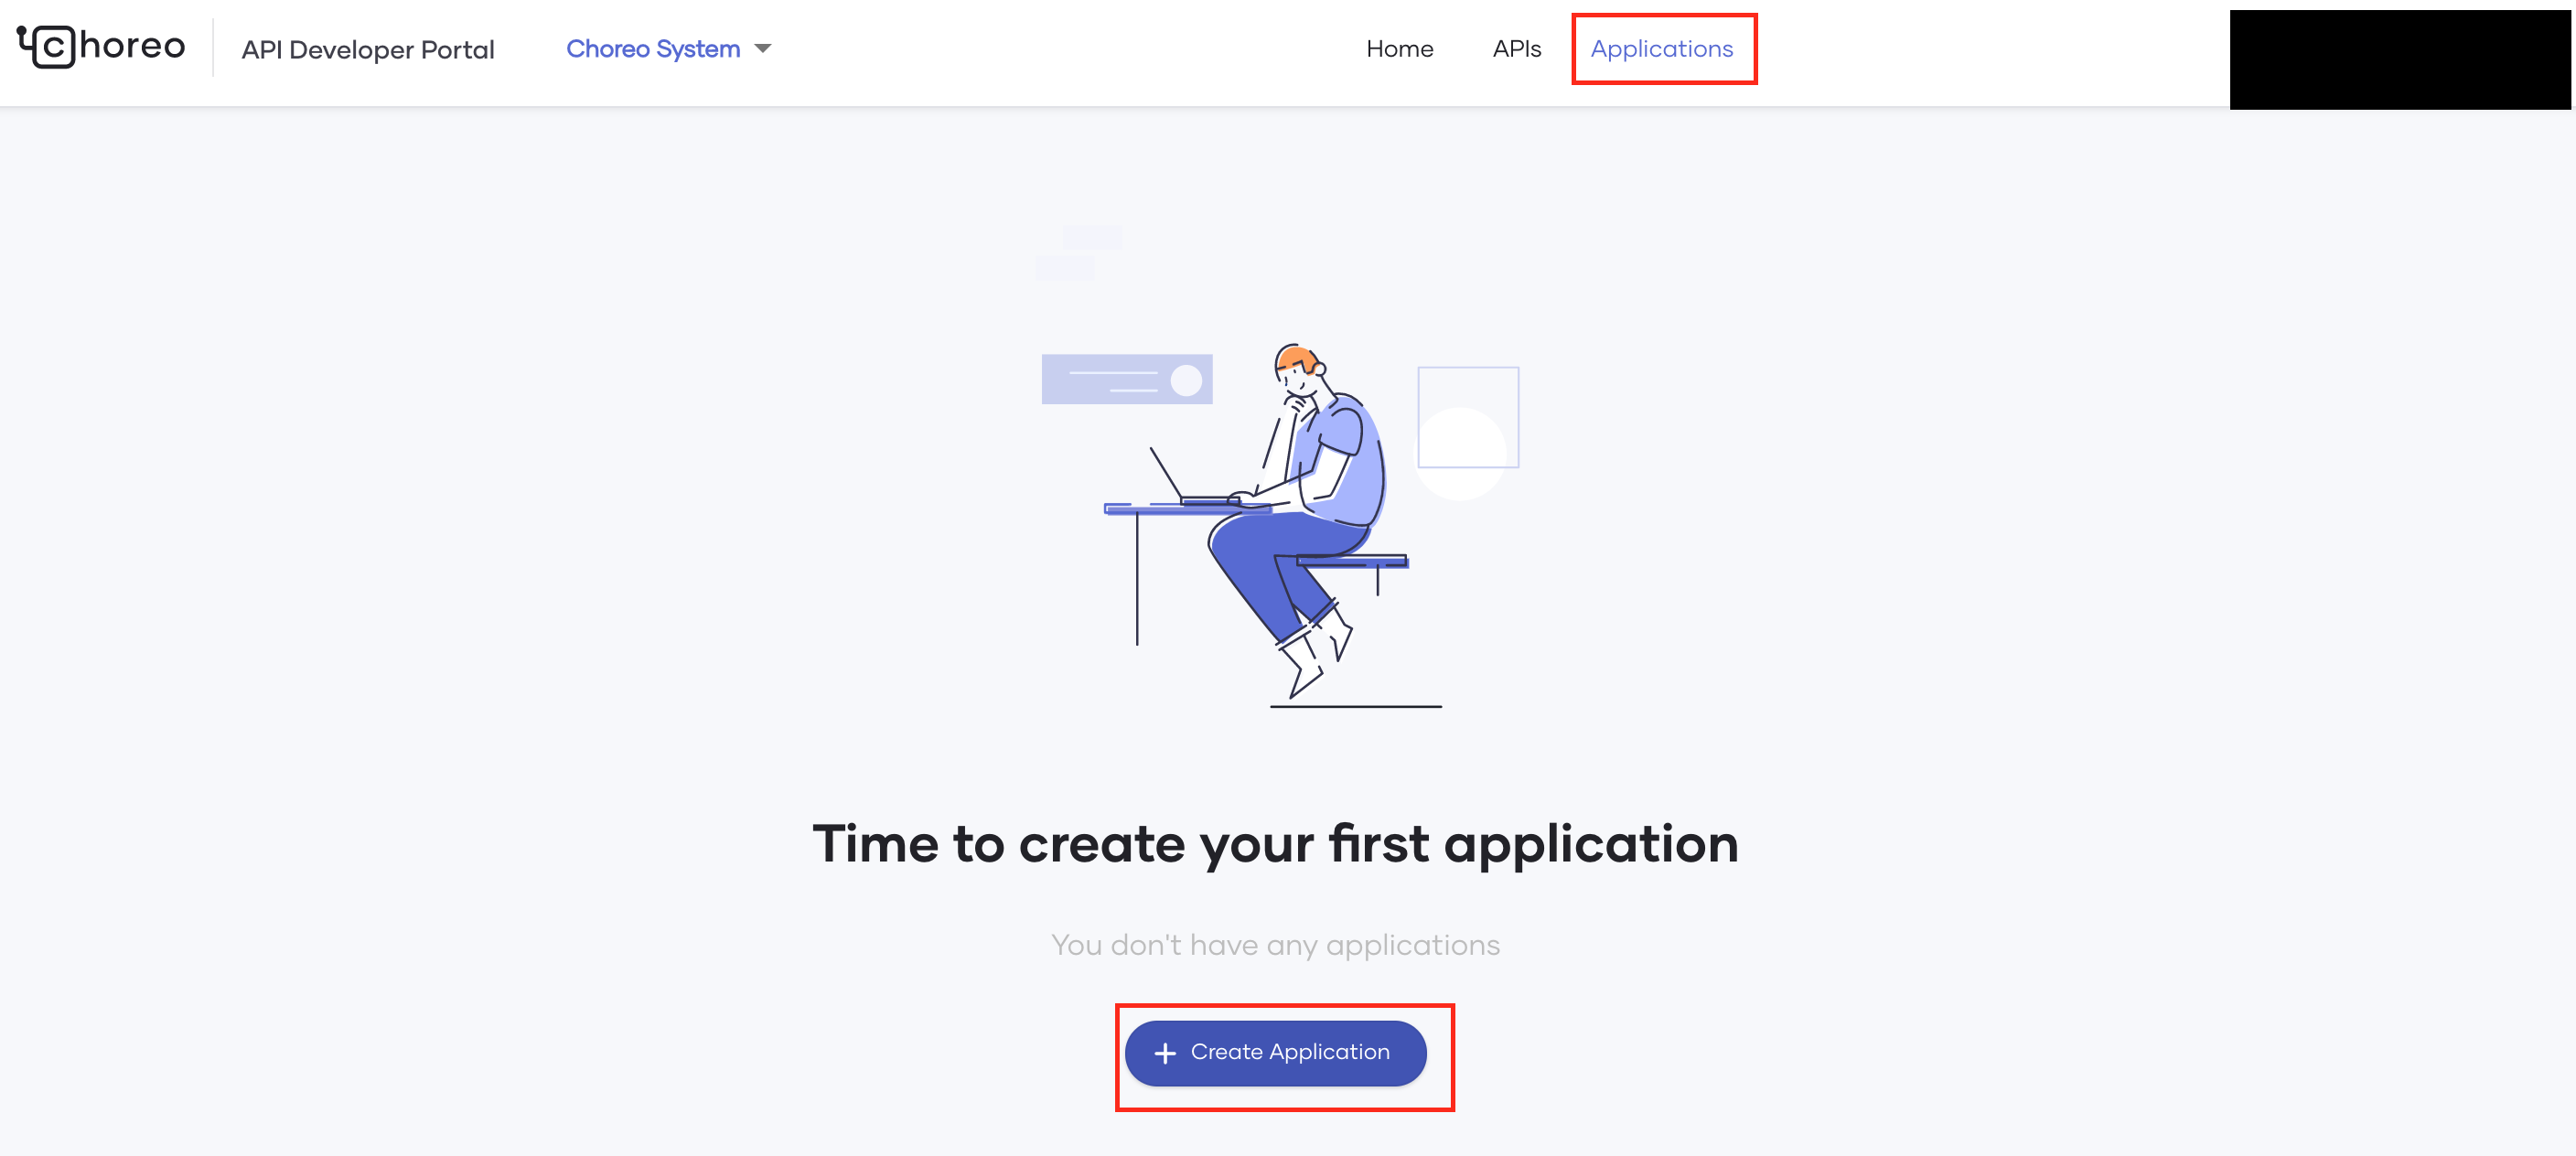 choreo
API Developer Portal
Choreo System
Home
APIs
Applications
Time to create your first application
You don't have any applications
+ Create Application